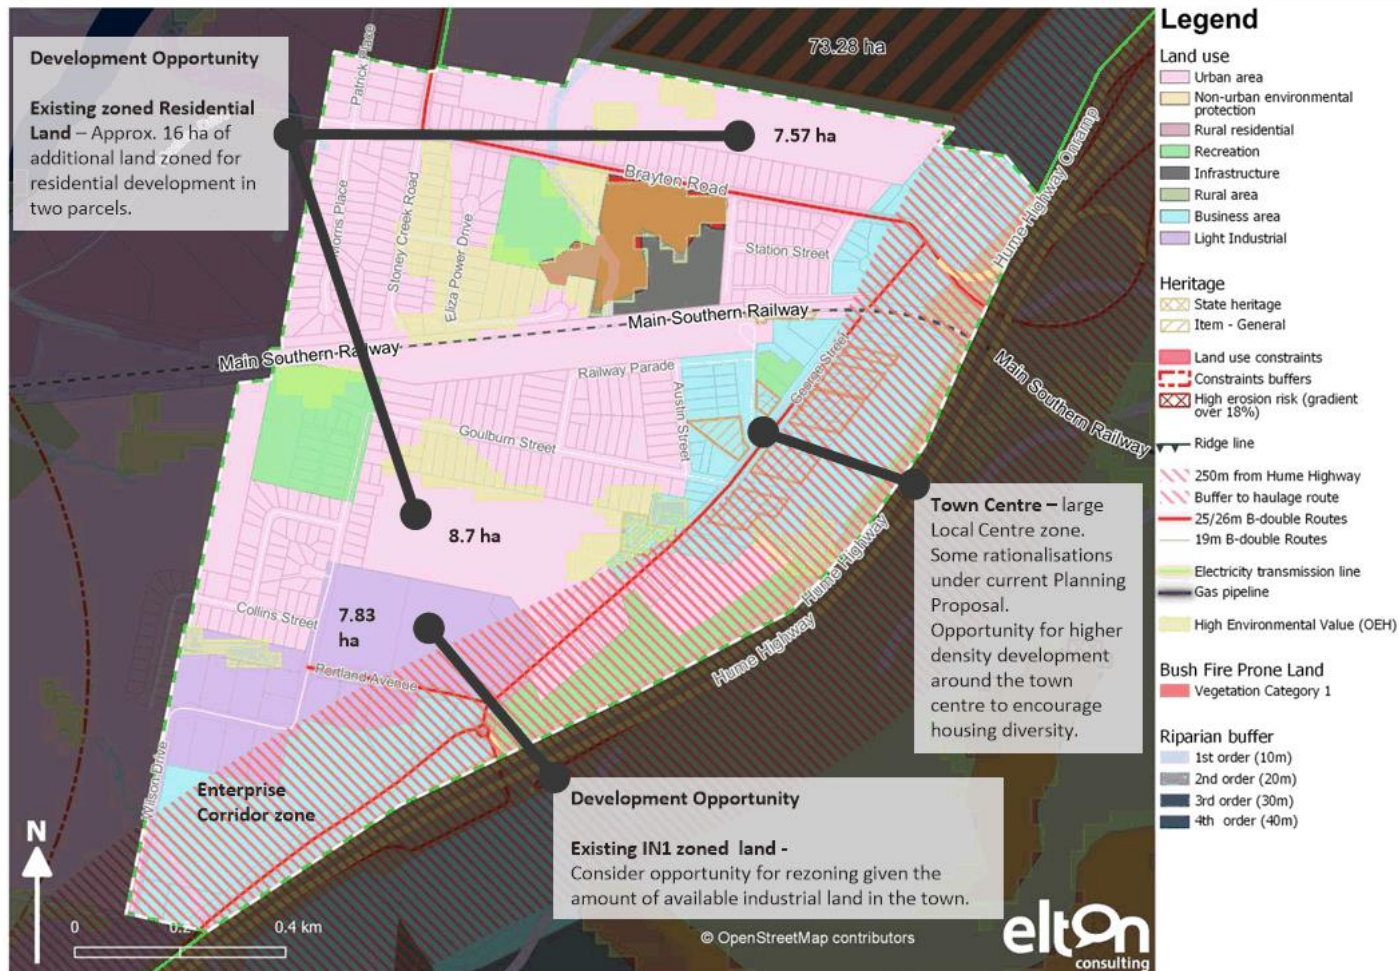 Development Opportunity
Existing zoned Residential
Land – Approx. 16 ha of
additional land zoned for
residential development in
two parcels.
Patrick Place
73.28 ha
7.57 ha
Brayton Road
Hume Highway Onramp
Morris Place
Stoney Creek Road
Eliza Power Drive
Station Street
Main Southern Railway
Main Southern Railway
Main Southern Railway
Railway Parade
George Street
Austin Street
Goulburn Street
8.7 ha
Town Centre – large
Local Centre zone.
Some rationalisations
under current Planning
Proposal.
Opportunity for higher
density development
around the town
centre to encourage
housing diversity.
Hume Highway
Hume Highway
Collins Street
7.83
ha
Portland Avenue
Wilson Drive
Enterprise
Corridor zone
Development Opportunity
Existing IN1 zoned land -
Consider opportunity for rezoning given the
amount of available industrial land in the town.
N
0 0.2 0.4 km
© OpenStreetMap contributors
elton
consulting
Legend
Land use
Urban area
Non-urban environmental
protection
Rural residential
Recreation
Infrastructure
Rural area
Business area
Light Industrial
Heritage
State heritage
Item - General
Land use constraints
Constraints buffers
High erosion risk (gradient
over 18%)
Ridge line
250m from Hume Highway
Buffer to haulage route
25/26m B-double Routes
19m B-double Routes
Electricity transmission line
Gas pipeline
High Environmental Value (OEH)
Bush Fire Prone Land
Vegetation Category 1
Riparian buffer
1st order (10m)
2nd order (20m)
3rd order (30m)
4th order (40m)